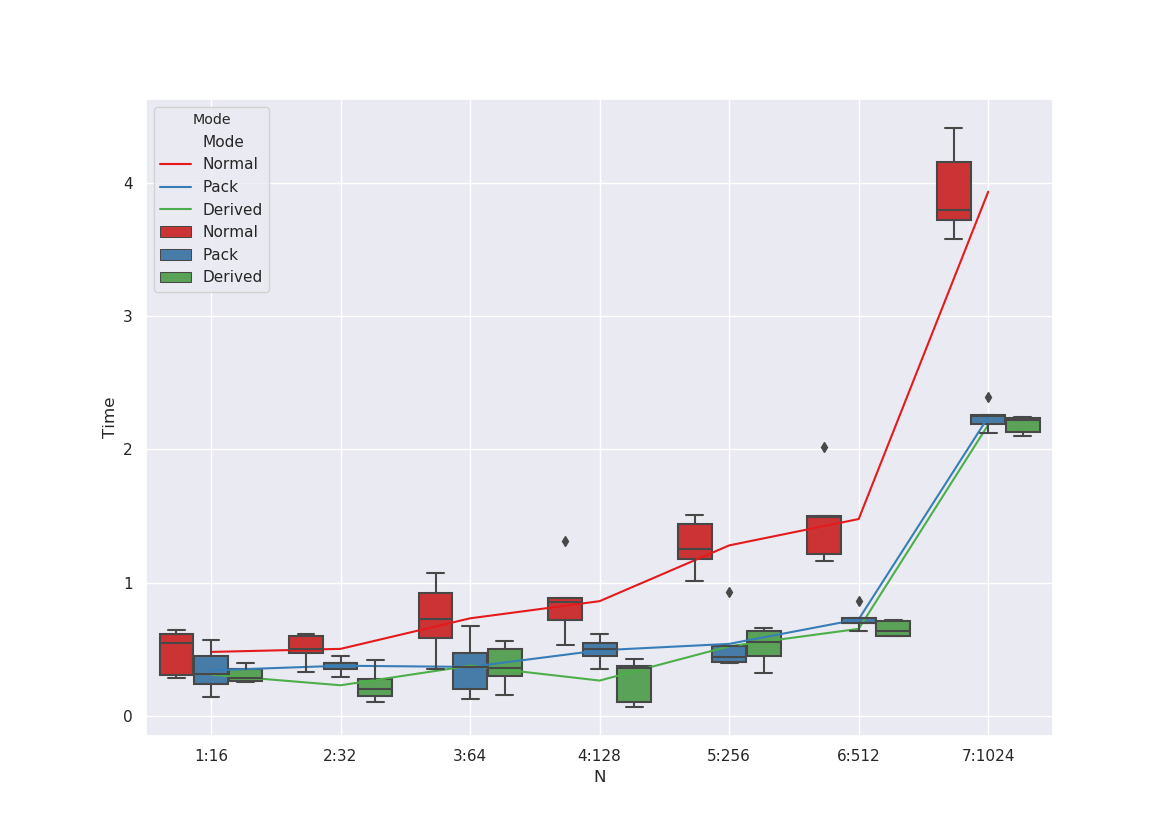 Mode
Mode
Normal
Pack
Derived
Normal
Pack
Derived
4
3
2
1
0
Time
1:16
2:32
3:64
4:128
5:256
6:512
7:1024
N